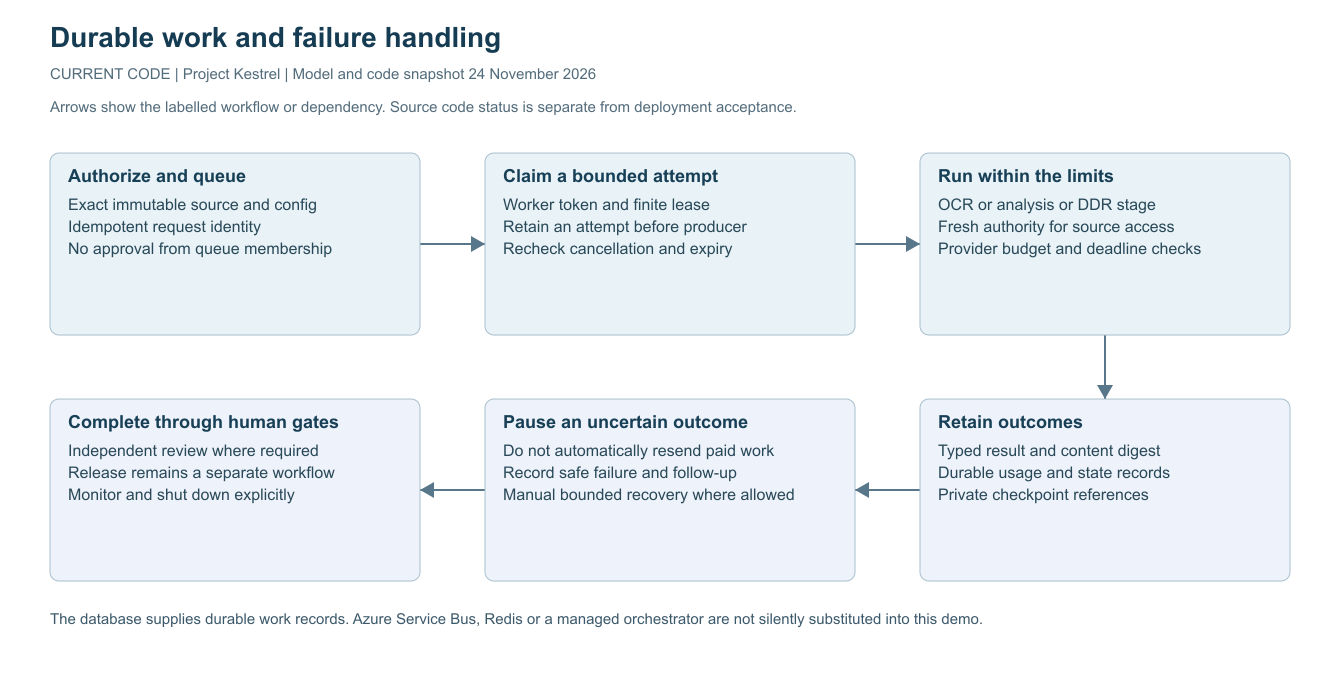 Durable work and failure handling
CURRENT CODE | Project Kestrel | Model and code snapshot 24 November 2026
Arrows show the labelled workflow or dependency. Source code status is separate from deployment acceptance.
Authorize and queue
Exact immutable source and config
Idempotent request identity
No approval from queue membership
Claim a bounded attempt
Worker token and finite lease
Retain an attempt before producer
Recheck cancellation and expiry
Run within the limits
OCR or analysis or DDR stage
Fresh authority for source access
Provider budget and deadline checks
Complete through human gates
Independent review where required
Release remains a separate workflow
Monitor and shut down explicitly
Pause an uncertain outcome
Do not automatically resend paid work
Record safe failure and follow-up
Manual bounded recovery where allowed
Retain outcomes
Typed result and content digest
Durable usage and state records
Private checkpoint references
The database supplies durable work records. Azure Service Bus, Redis or a managed orchestrator are not silently substituted into this demo.